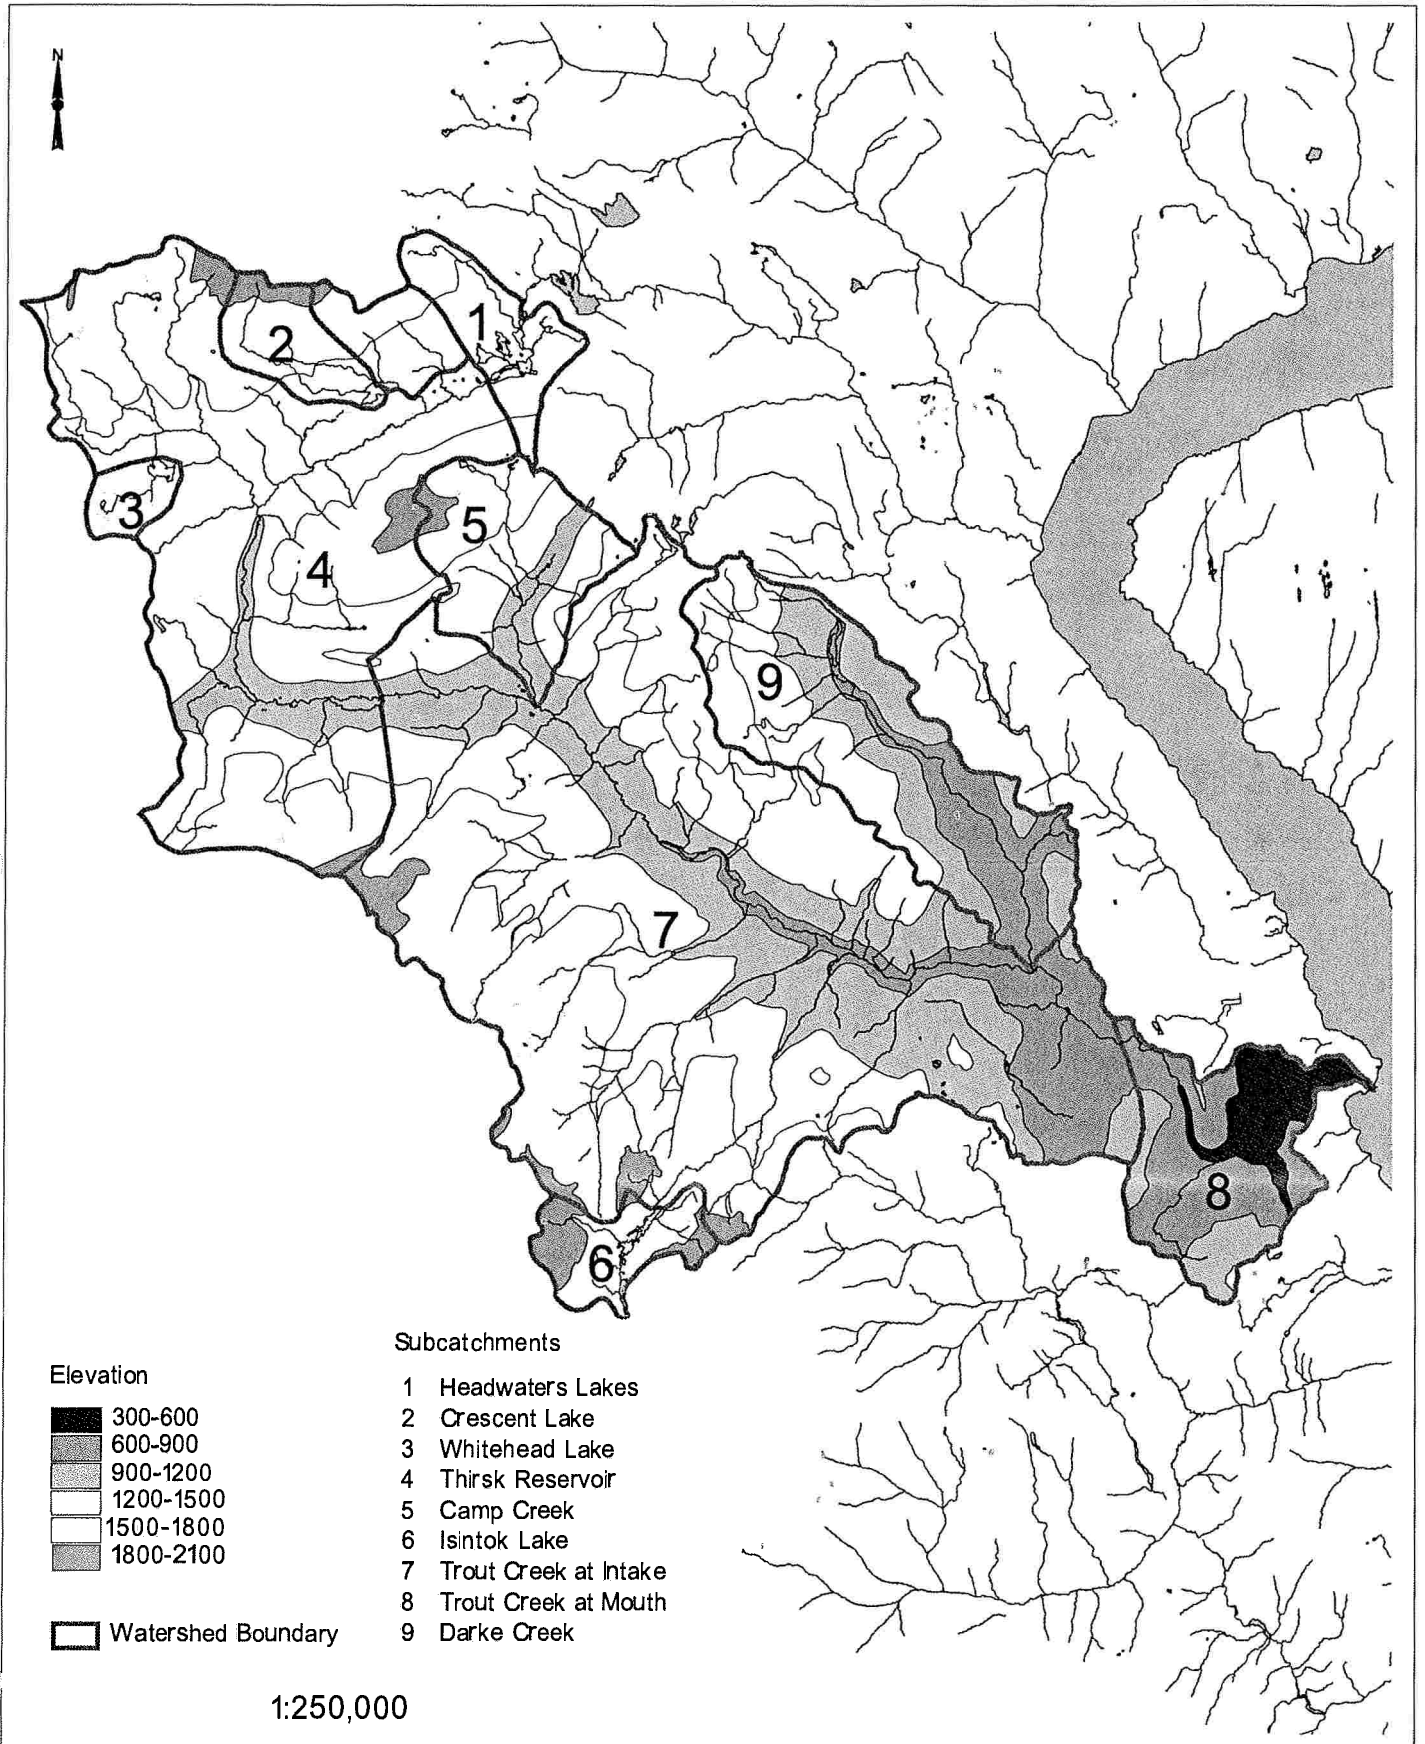 N
1
2
3
5
4
9
7
8
6
Subcatchments
Elevation
1 Headwaters Lakes
300-600
2 Crescent Lake
600-900
3 Whitehead Lake
900-1200
4 Thirsk Reservoir
1200-1500
5 Camp Creek
1500-1800
6 Isintok Lake
1800-2100
7 Trout Creek at Intake
8 Trout Creek at Mouth
Watershed Boundary
9 Darke Creek
1:250,000